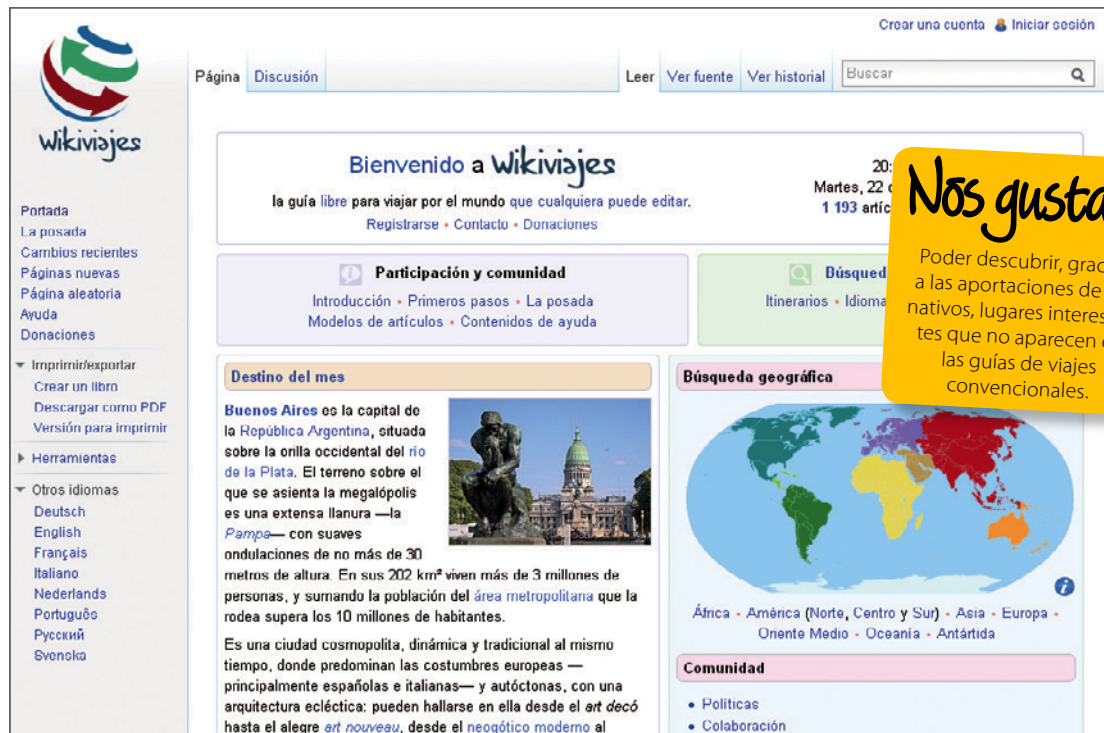 Crear una cuenta Iniciar sesión
Página Discusión Leer Ver fuente Ver historial Buscar
Wikiviajes
Portada
La posada
Cambios recientes
Páginas nuevas
Página aleatoria
Ayuda
Donaciones
Imprimir/exportar
Crear un libro
Descargar como PDF
Versión para imprimir
Herramientas
Otros idiomas
Deutsch
English
Français
Italiano
Nederlands
Português
Русский
Svenska
Bienvenido a Wikiviajes
la guía libre para viajar por el mundo que cualquiera puede editar.
Registrarse • Contacto • Donaciones
20:
Martes, 22
1 193
Nos gusta
Poder descubrir,
a las aportaciones de
nativos, lugares
tes que no aparecen
las guías de viajes
convencionales.
Participación y comunidad
Introducción • Primeros pasos • La posada
Modelos de artículos • Contenidos de ayuda
Itinerarios •
Destino del mes
Buenos Aires es la capital de
la República Argentina, situada
sobre la orilla occidental del río
de la Plata. El terreno sobre el
que se asienta la megalópolis
es una extensa llanura —la
Pampa— con suaves
ondulaciones de no más de 30
metros de altura. En sus 202 km² viven más de 3 millones de
personas, y sumando la población del área metropolitana que la
rodea supera los 10 millones de habitantes.
Es una ciudad cosmopolita, dinámica y tradicional al mismo
tiempo, donde predominan las costumbres europeas —
principalmente españolas e italianas— y autóctonas, con una
arquitectura ecléctica: pueden hallarse en ella desde el art decó
hasta el alegre art nouveau, desde el neogótico moderno al
Búsqueda geográfica
África • América (Norte, Centro y Sur) • Asia • Europa •
Oriente Medio • Oceanía • Antártida
Comunidad
• Políticas
• Colaboración